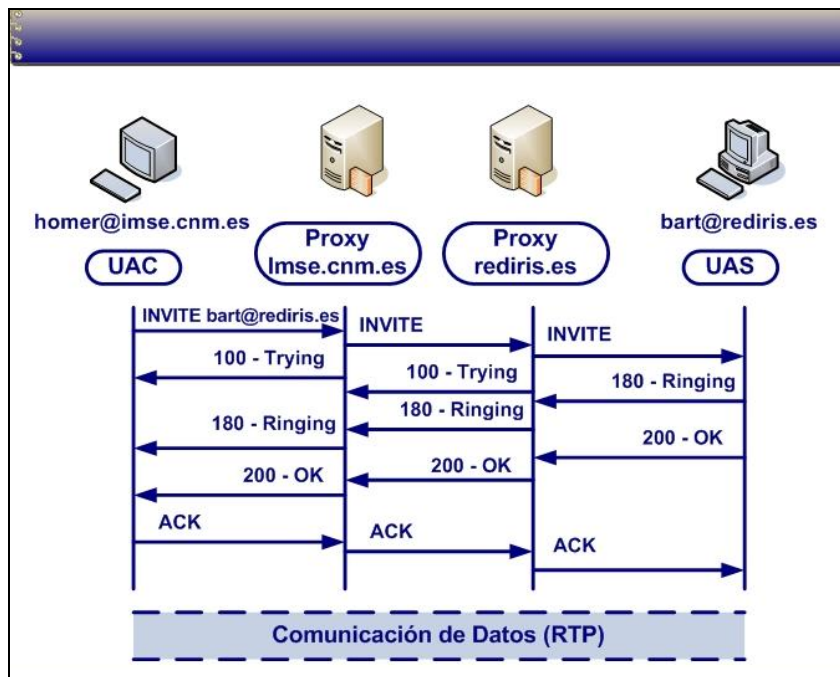 homer@imse.cnm.es
UAC
Proxy
Imse.cnm.es
Proxy
rediris.es
bart@rediris.es
UAS
INVITE bart@rediris.es
INVITE
INVITE
100 - Trying
100 - Trying
180 - Ringing
180 - Ringing
180 - Ringing
200 - OK
200 - OK
200 - OK
ACK
ACK
ACK
Comunicación de Datos (RTP)